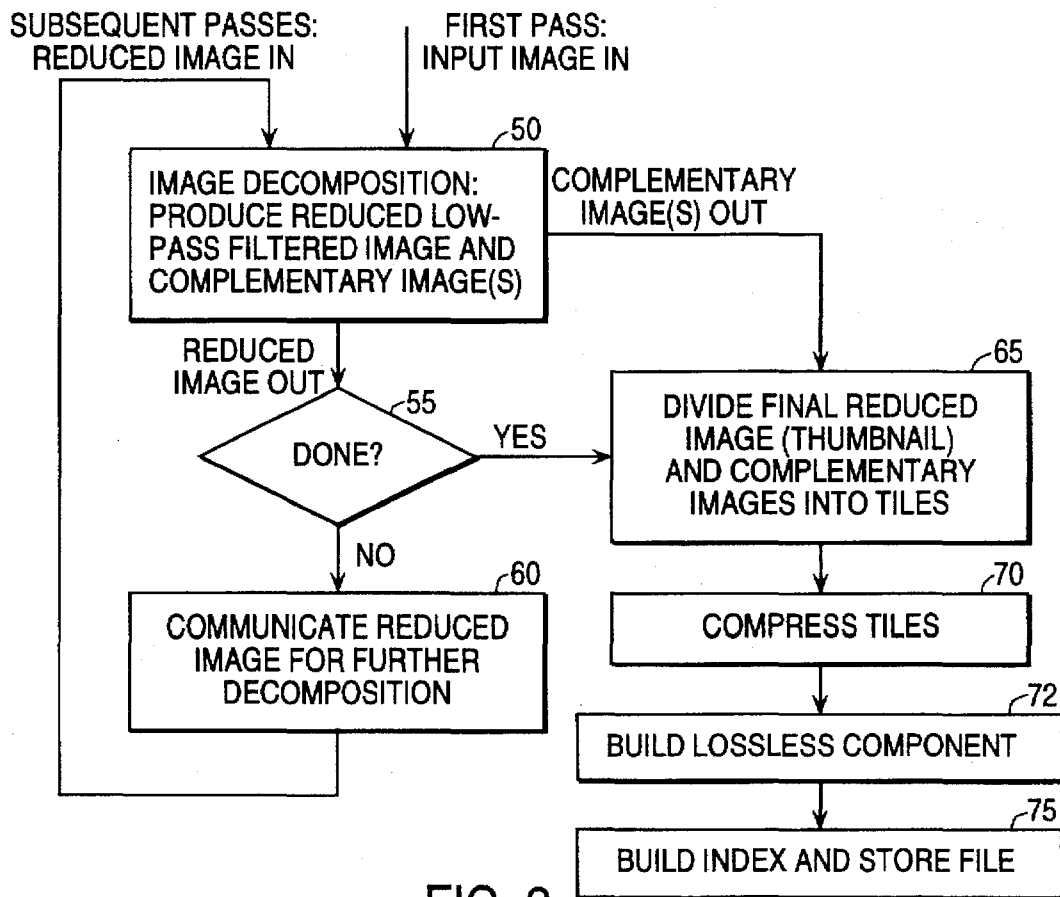 SUBSEQUENT PASSES:
REDUCED IMAGE IN
FIRST PASS:
INPUT IMAGE IN
50
IMAGE DECOMPOSITION:
PRODUCE REDUCED LOW-
PASS FILTERED IMAGE AND
COMPLEMENTARY IMAGE(S)
COMPLEMENTARY
IMAGE(S) OUT
REDUCED
IMAGE OUT
55
DONE?
YES
NO
60
COMMUNICATE REDUCED
IMAGE FOR FURTHER
DECOMPOSITION
65
DIVIDE FINAL REDUCED
IMAGE (THUMBNAIL)
AND COMPLEMENTARY
IMAGES INTO TILES
70
COMPRESS TILES
72
BUILD LOSSLESS COMPONENT
75
BUILD INDEX AND STORE FILE
FIG.